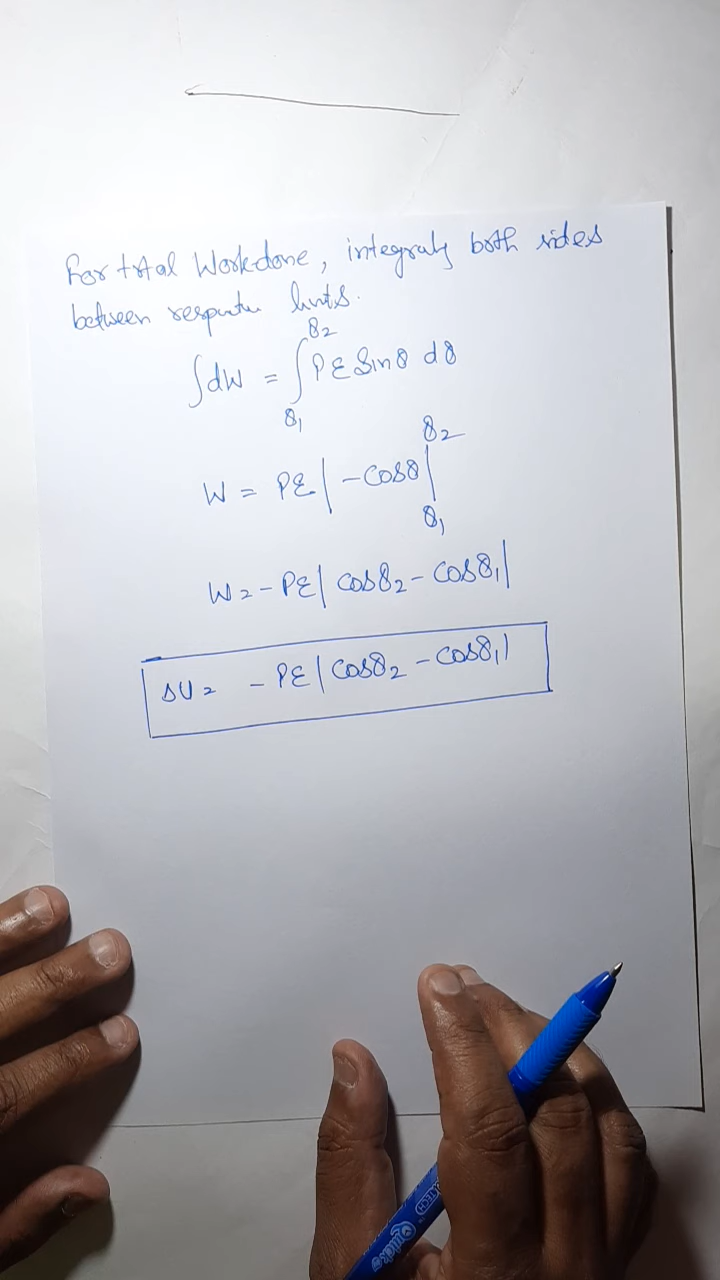 For total Workdone, integrating both sides
between respective limits.
∫dW = ∫θ₁^θ₂ PE Sinθ dθ
W = PE | -Cosθ |θ₁^θ₂
W = - PE | Cosθ₂ - Cosθ₁ |
ΔU = - PE | Cosθ₂ - Cosθ₁ |
Quick